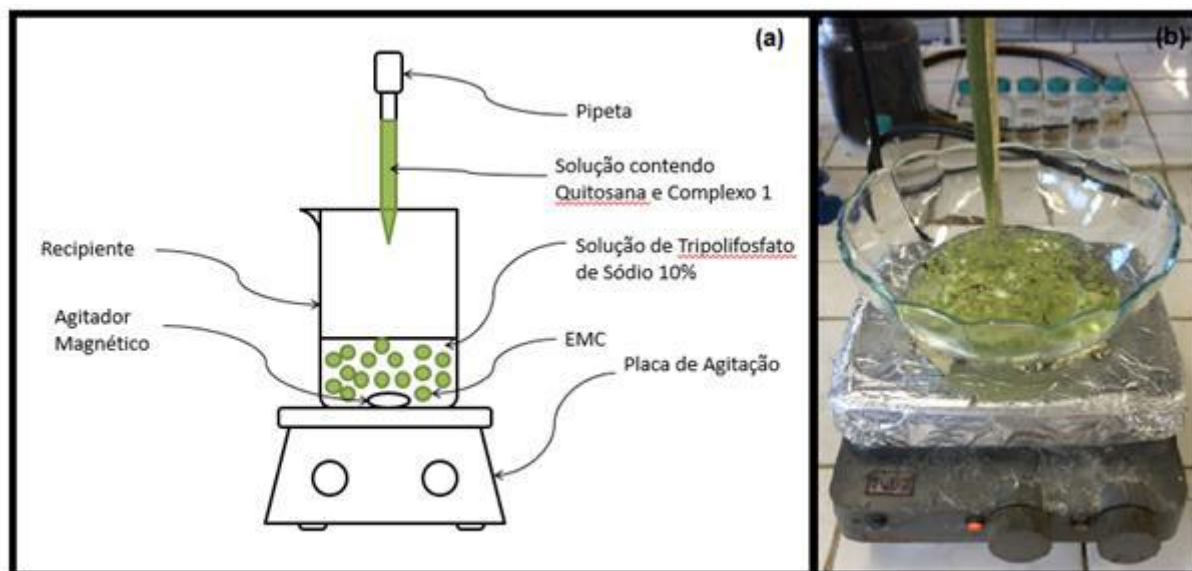 (a)
Pipeta
Solução contendo
Quitosana e Complexo 1
Recipiente
Solução de Tripolifosfato
de Sódio 10%
Agitador
Magnético
EMC
Placa de Agitação
(b)